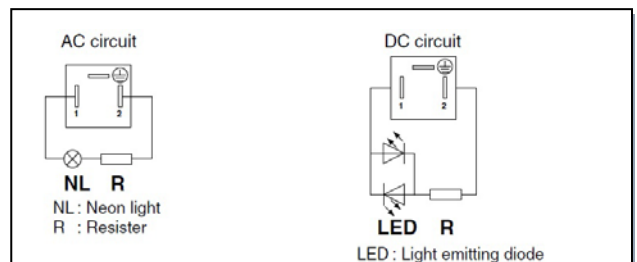 AC circuit
1 2
NL R
NL : Neon light
R : Resister
DC circuit
1 2
LED R
LED : Light emitting diode